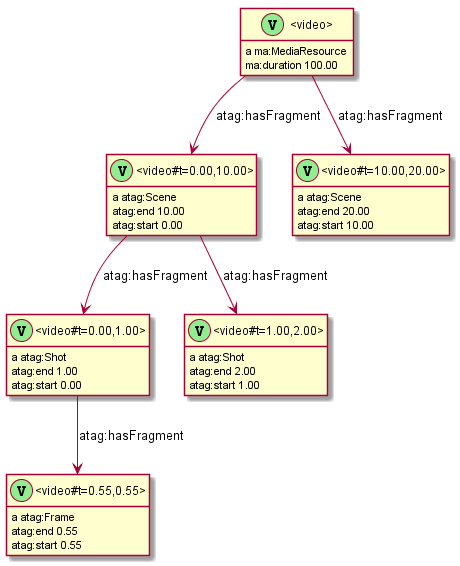 V <video>
a ma:MediaResource
ma:duration 100.00
atag:hasFragment
atag:hasFragment
V <video#t=0.00,10.00>
a atag:Scene
atag:end 10.00
atag:start 0.00
V <video#t=10.00,20.00>
a atag:Scene
atag:end 20.00
atag:start 10.00
atag:hasFragment
atag:hasFragment
V <video#t=0.00,1.00>
a atag:Shot
atag:end 1.00
atag:start 0.00
V <video#t=1.00,2.00>
a atag:Shot
atag:end 2.00
atag:start 1.00
atag:hasFragment
V <video#t=0.55,0.55>
a atag:Frame
atag:end 0.55
atag:start 0.55